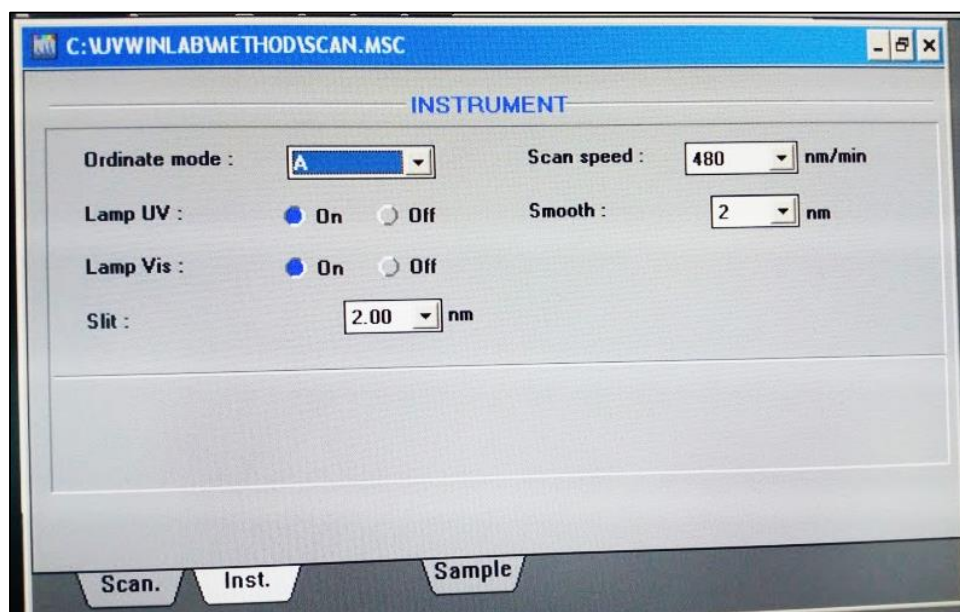 C:\UVWINLAB\METHOD\SCAN.MSC
INSTRUMENT
Ordinate mode : A Scan speed : 480 nm/min
Lamp UV : On Off Smooth : 2 nm
Lamp Vis : On Off
Slit : 2.00 nm
Scan. Inst. Sample